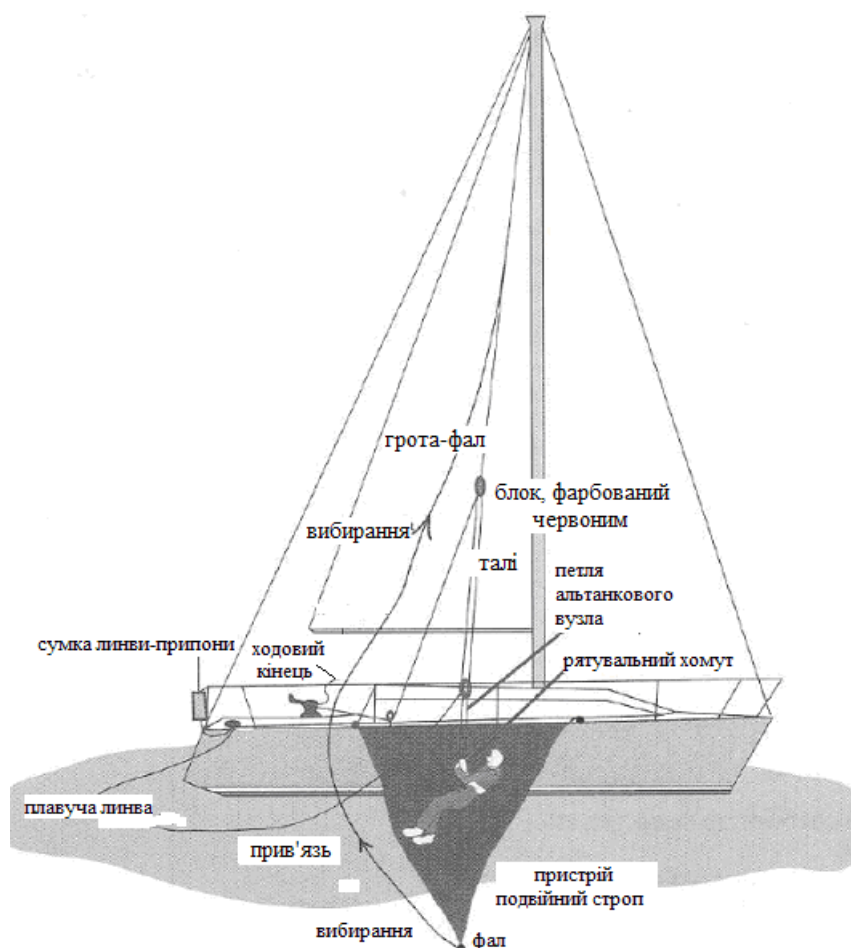 грота-фал
блок, фарбований
червоним
вибирання
талі
петля
альтанкового
вузла
сумка линви-припони
ходовий
кінець
рятувальний хомут
плавуча линва
прив'язь
пристрій
подвійний строп
вибирання
фал